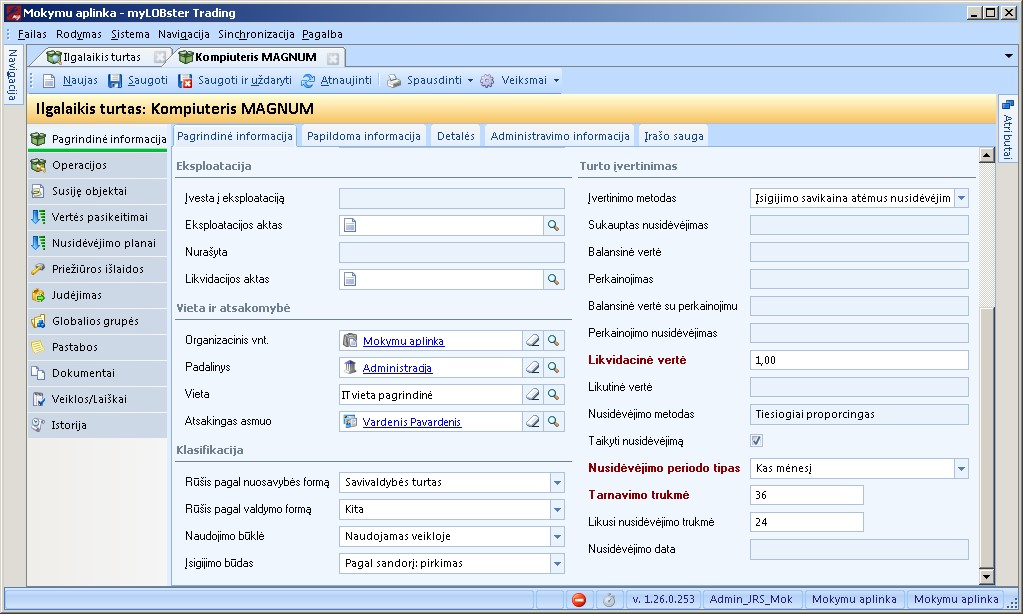 Mokymu aplinka - myLOBster Trading
Failas Rodymas Sistema Navigacija Sinchronizacija Pagalba
Navigacija
Ilgalaikis turtas
Kompiuteris MAGNUM
Naujas Saugoti Saugoti ir uždaryti Atnaujinti Spausdinti Veiksmai
Ilgalaikis turtas: Kompiuteris MAGNUM
Atributai
Pagrindinė informacija
Operacijos
Susiję objektai
Vertės pasikeitimai
Nusidėvėjimo planai
Priežiūros išlaidos
Judėjimas
Globalios grupės
Pastabos
Dokumentai
Veiklos/Laiškai
Istorija
Pagrindinė informacija Papildoma informacija Detalės Administravimo informacija Įrašo sauga
Eksploatacija
Įvesta į eksploataciją
Eksploatacijos aktas
Nurašyta
Likvidacijos aktas
Vieta ir atsakomybė
Organizacinis vnt. Mokymu aplinka
Padalinys Administracija
Vieta IT vieta pagrindinė
Atsakingas asmuo Vardenis Pavardenis
Klasifikacija
Rūšis pagal nuosavybės formą Savivaldybės turtas
Rūšis pagal valdymo formą Kita
Naudojimo būklė Naudojamas veikloje
Įsigijimo būdas Pagal sandorį: pirkimas
Turto įvertinimas
Įvertinimo metodas Įsigijimo savikaina atėmus nusidėvėjim
Sukauptas nusidėvėjimas
Balansinė vertė
Perkainojimas
Balansinė vertė su perkainojimu
Perkainojimo nusidėvėjimas
Likvidacinė vertė 1,00
Likutinė vertė
Nusidėvėjimo metodas Tiesiogiai proporcingas
Taikyti nusidėvėjimą
Nusidėvėjimo periodo tipas Kas mėnesį
Tarnavimo trukmė 36
Likusi nusidėvėjimo trukmė 24
Nusidėvėjimo data
v. 1.26.0.253 Admin_JRS_Mok Mokymu aplinka Mokymu aplinka